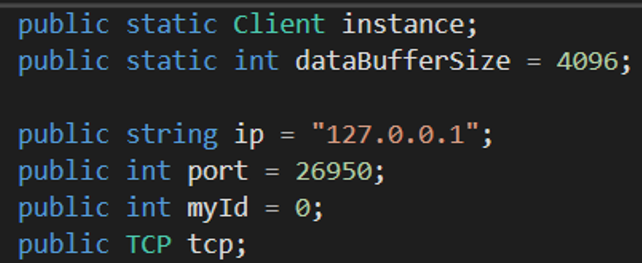 public static Client instance;
public static int dataBufferSize = 4096;
public string ip = "127.0.0.1";
public int port = 26950;
public int myId = 0;
public TCP tcp;